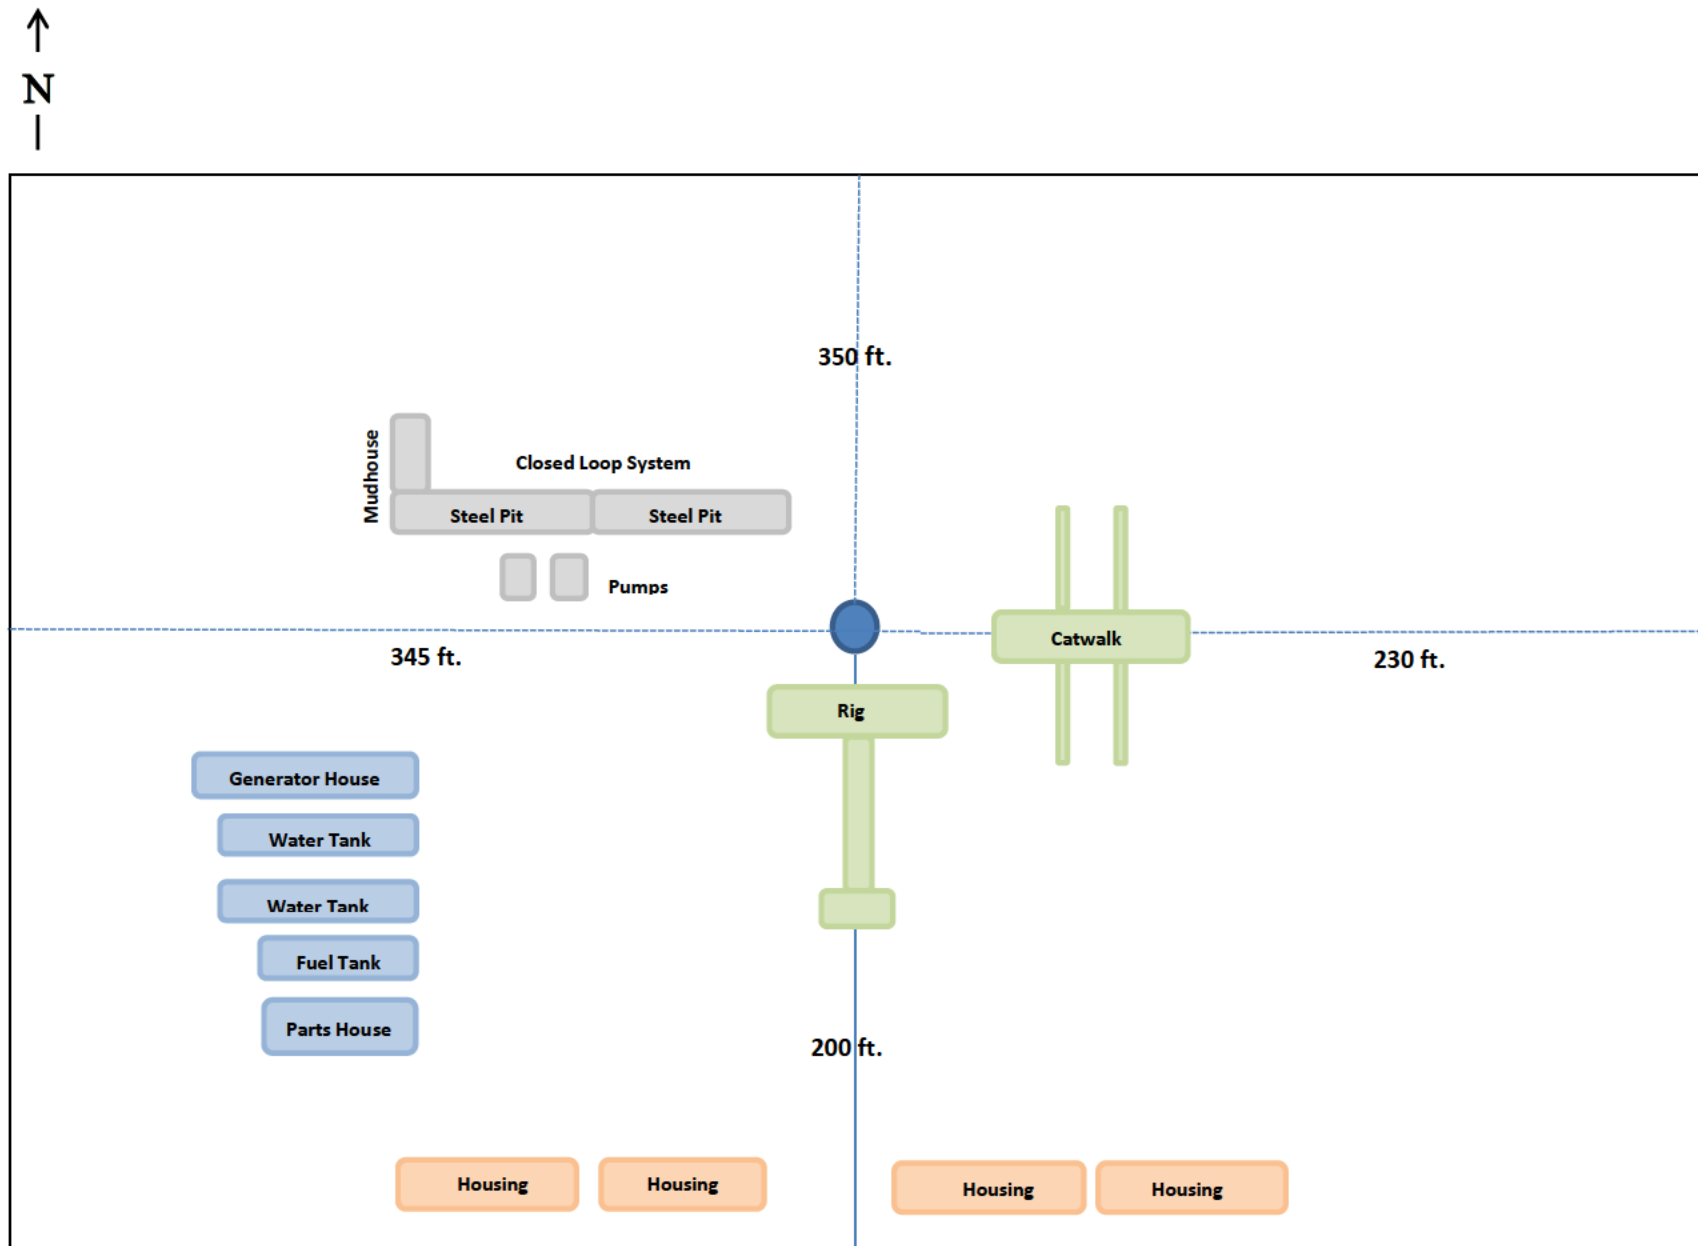 N
350 ft.
Mudhouse
Closed Loop System
Steel Pit
Steel Pit
Pumps
Catwalk
345 ft.
230 ft.
Rig
Generator House
Water Tank
Water Tank
Fuel Tank
Parts House
200 ft.
Housing
Housing
Housing
Housing